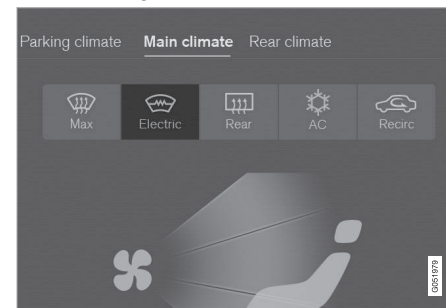 Parking climate Main climate Rear climate
Max Electric Rear AC Recirc
G051979